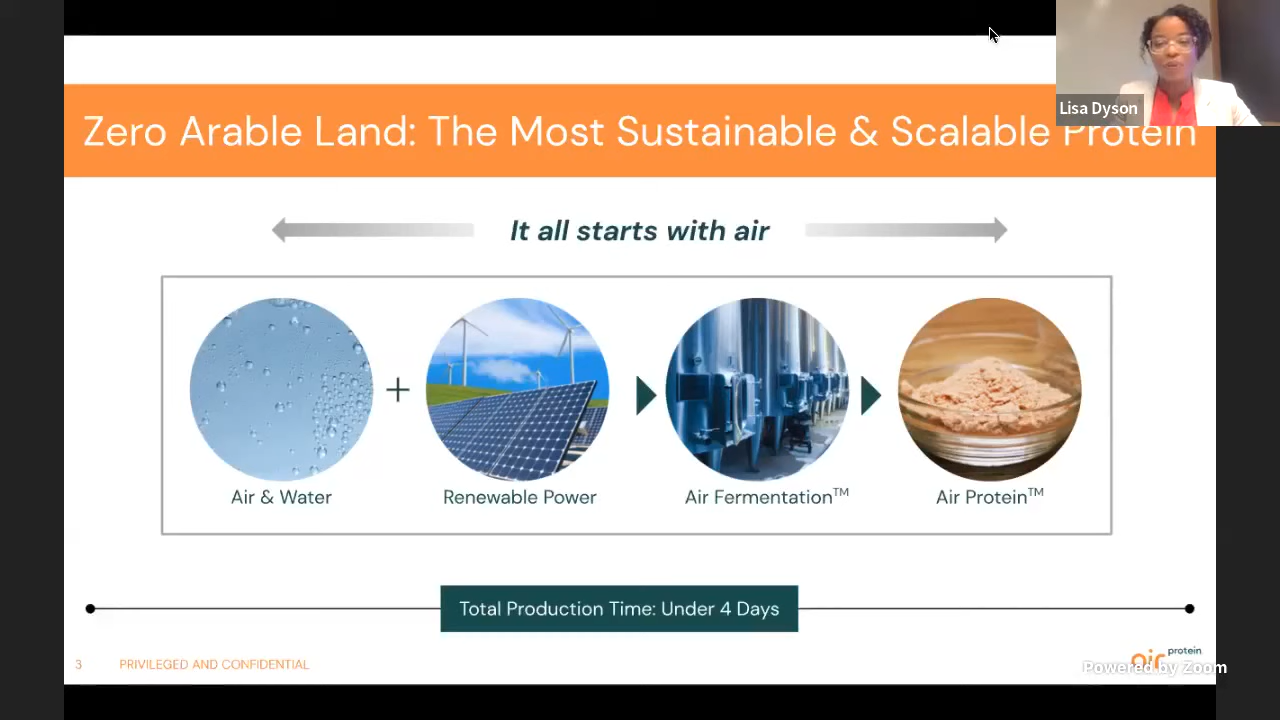 Lisa Dyson
Zero Arable Land: The Most Sustainable & Scalable Protein
It all starts with air
+
Air & Water
Renewable Power
Air Fermentation™
Air Protein™
Total Production Time: Under 4 Days
3
PRIVILEGED AND CONFIDENTIAL
air protein
Powered by Zoom